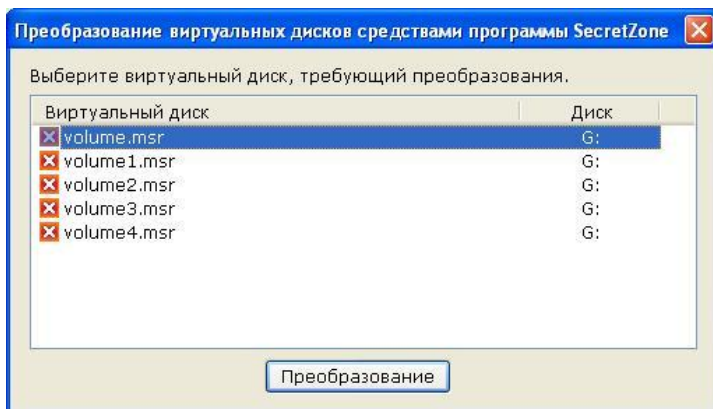 Преобразование виртуальных дисков средствами программы SecretZone
Выберите виртуальный диск, требующий преобразования.
Виртуальный диск Диск
volume.msr G:
volume1.msr G:
volume2.msr G:
volume3.msr G:
volume4.msr G:
Преобразование